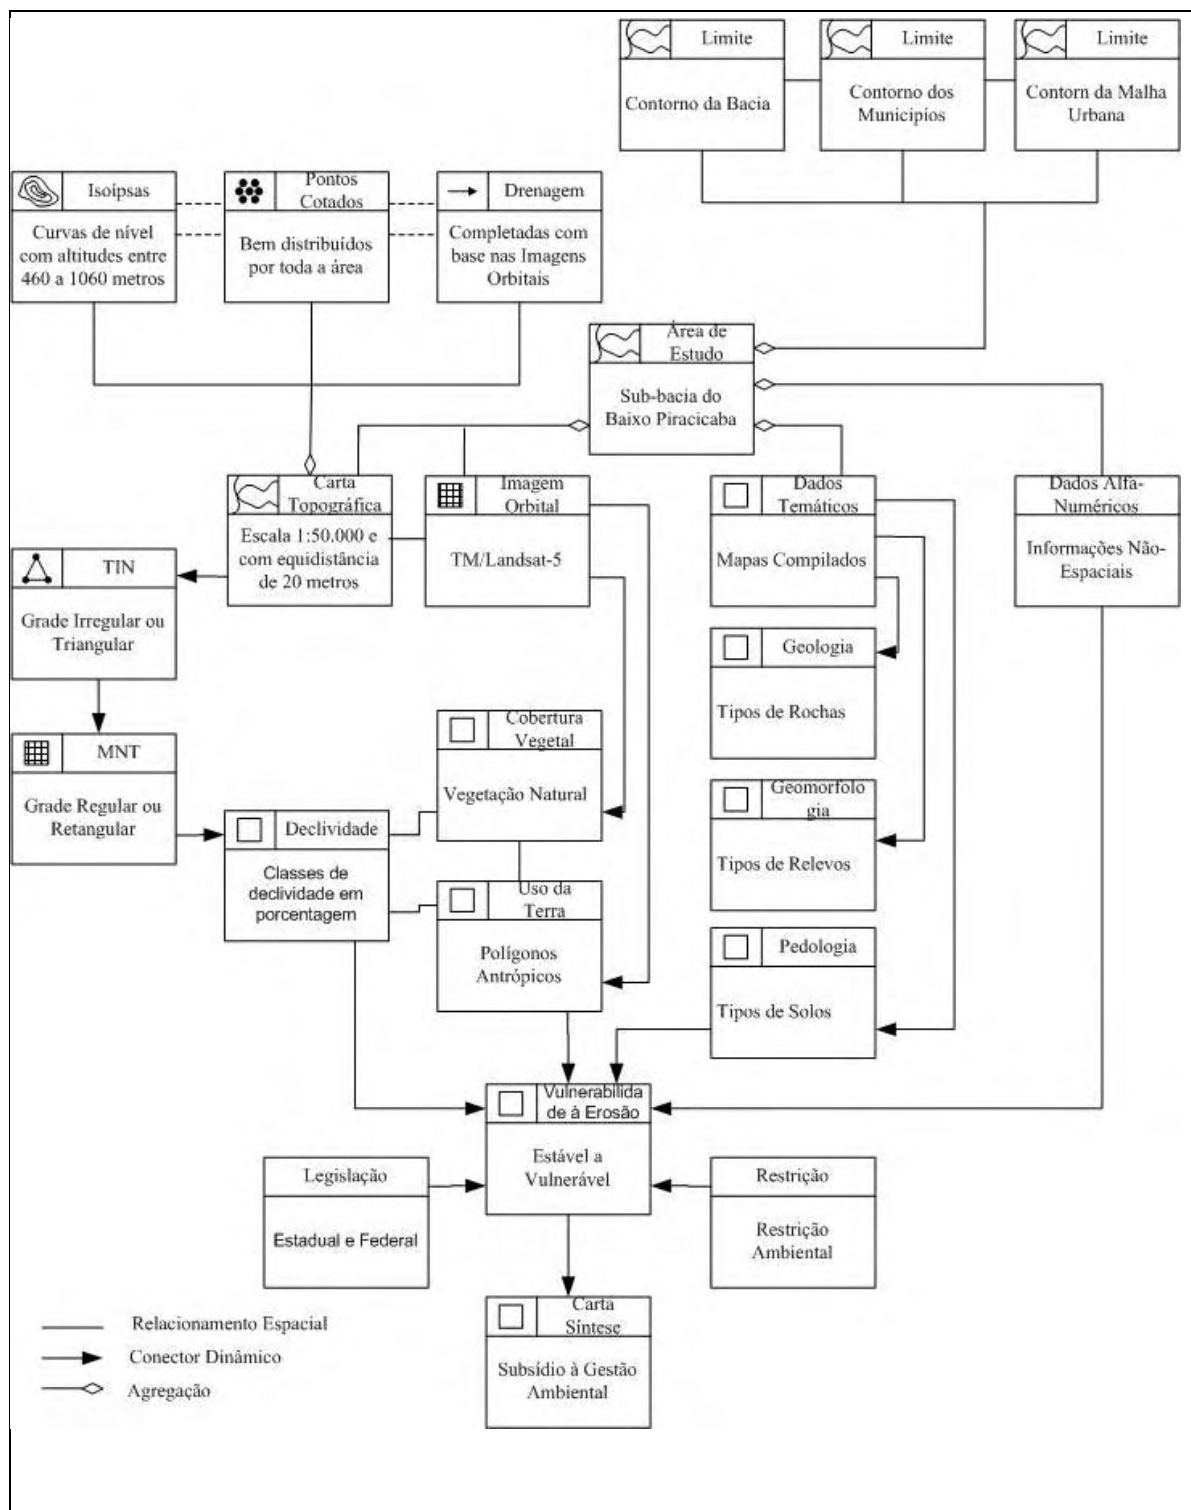 Limite
Contorno da Bacia
Limite
Contorno dos
Municipíos
Limite
Contorn da Malha
Urbana
Isoípsas
Curvas de nível
com altitudes entre
460 a 1060 metros
Pontos
Cotados
Bem distribuídos
por toda a área
Drenagem
Completadas com
base nas Imagens
Orbitais
Área de
Estudo
Sub-bacia do
Baixo Piracicaba
Carta
Topográfica
Escala 1:50.000 e
com equidistância
de 20 metros
Imagem
Orbital
TM/Landsat-5
Dados
Temáticos
Mapas Compilados
Dados Alfa-
Numéricos
Informações Não-
Espaciais
TIN
Grade Irregular ou
Triangular
Geologia
Tipos de Rochas
MNT
Grade Regular ou
Retangular
Cobertura
Vegetal
Vegetação Natural
Geomorfolo
gia
Tipos de Relevos
Declividade
Classes de
declividade em
porcentagem
Uso da
Terra
Polígonos
Antrópicos
Pedologia
Tipos de Solos
Vulnerabilida
de à Erosão
Estável a
Vulnerável
Legislação
Estadual e Federal
Restrição
Restrição
Ambiental
Carta
Síntese
Subsídio à Gestão
Ambiental
Relacionamento Espacial
Conector Dinâmico
Agregação